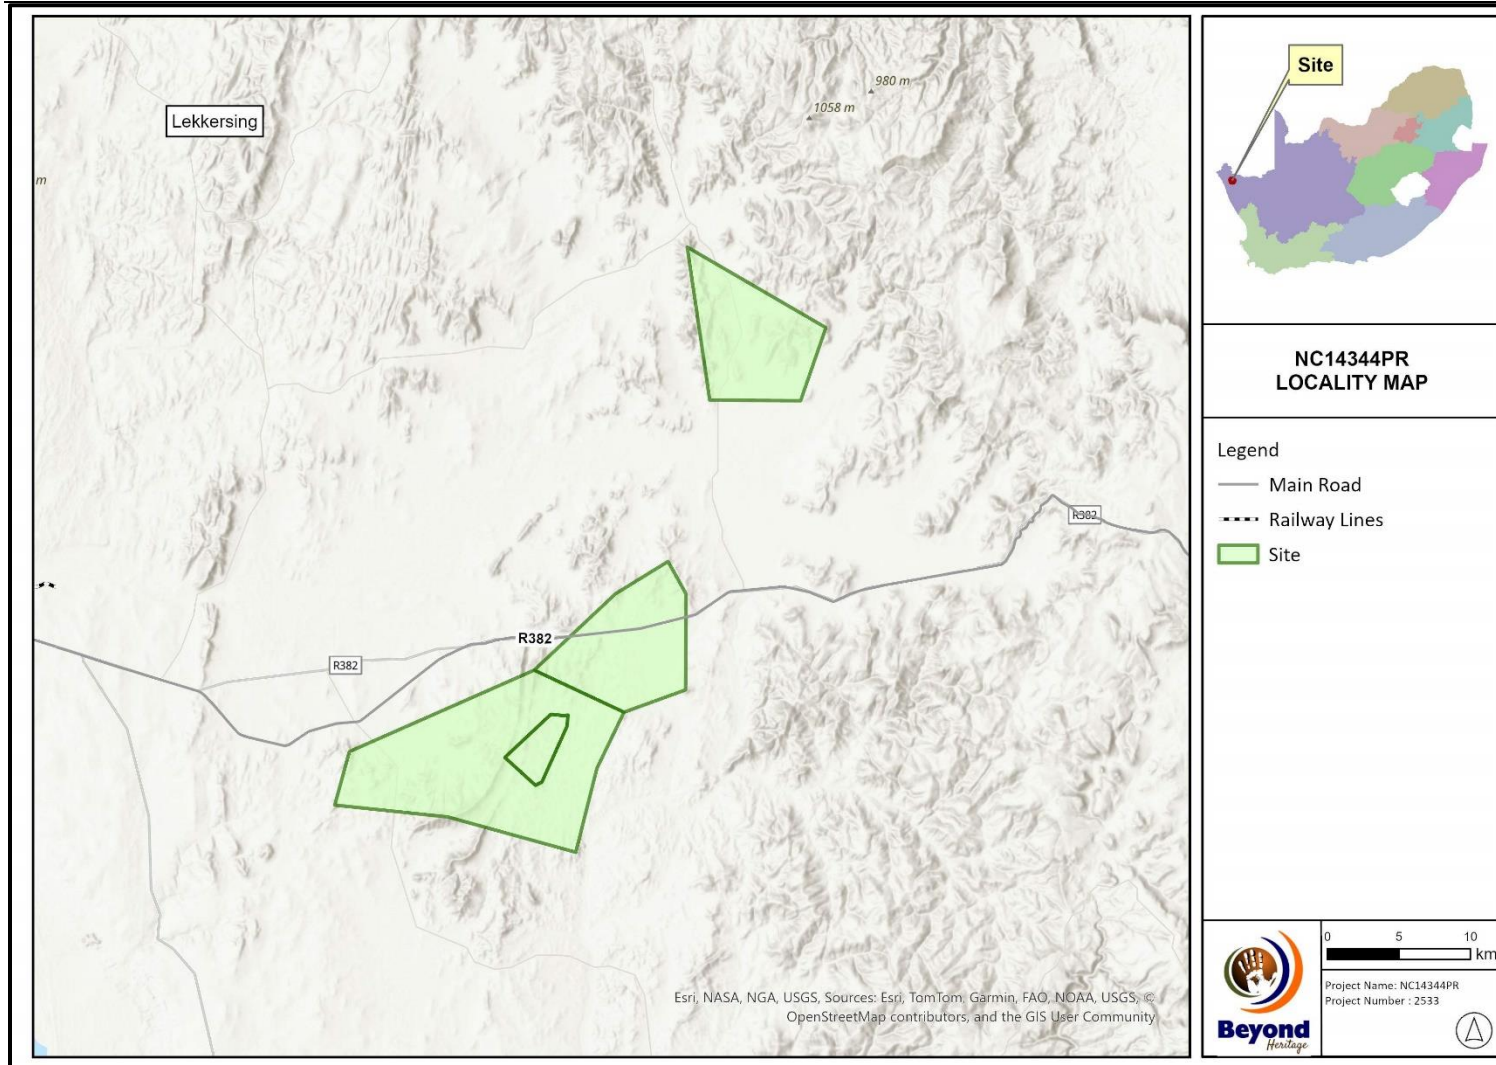 Lekkersing
980 m
1058 m
m
R382
R382
R382
Esri, NASA, NGA, USGS, Sources: Esri, TomTom, Garmin, FAO, NOAA, USGS, ©
OpenStreetMap contributors, and the GIS User Community
Site
NC14344PR
LOCALITY MAP
Legend
Main Road
Railway Lines
Site
Beyond
Heritage
0 5 10
km
Project Name: NC14344PR
Project Number : 2533